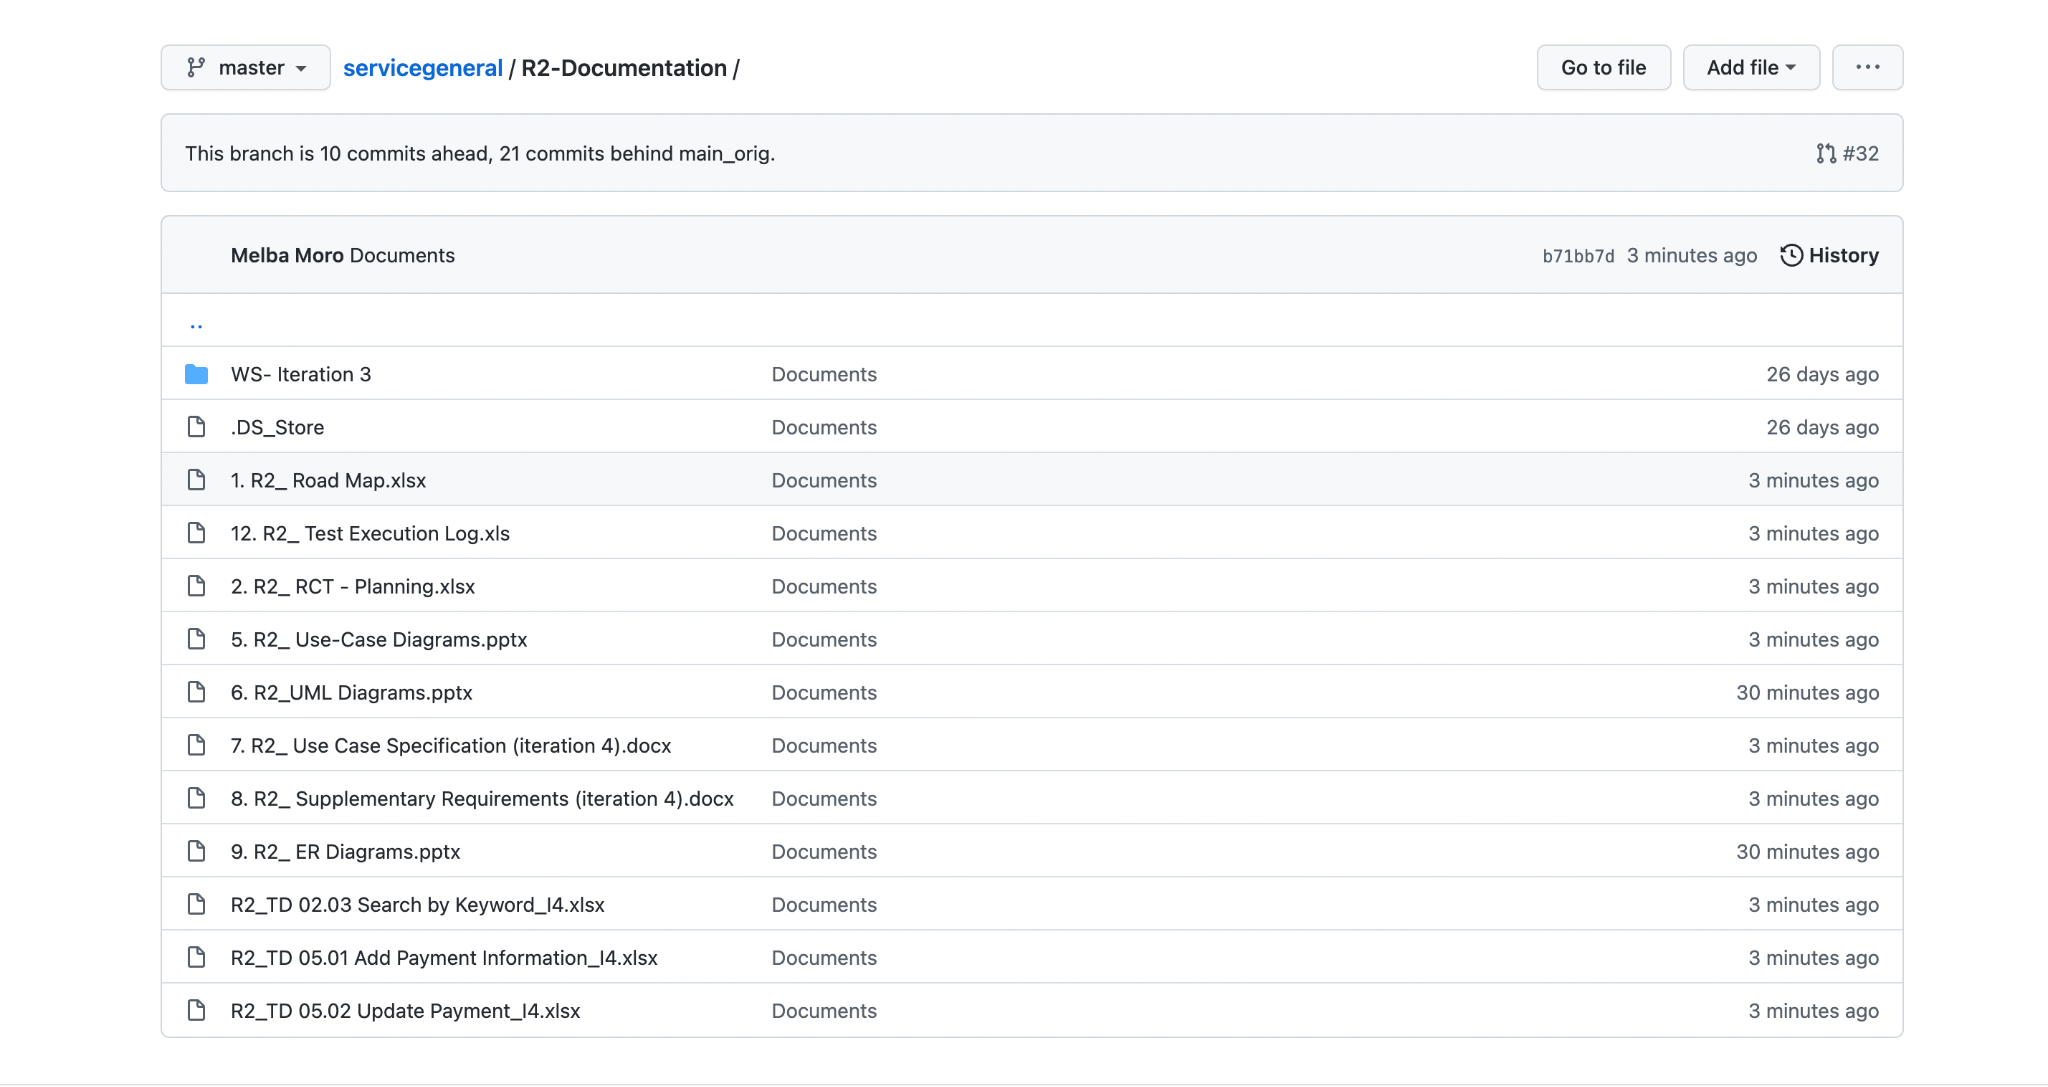 master servicegeneral / R2-Documentation / Go to file Add file ...
This branch is 10 commits ahead, 21 commits behind main_orig. #32
Melba Moro Documents b71bb7d 3 minutes ago History
..
WS- Iteration 3 Documents 26 days ago
.DS_Store Documents 26 days ago
1. R2_ Road Map.xlsx Documents 3 minutes ago
12. R2_ Test Execution Log.xls Documents 3 minutes ago
2. R2_ RCT - Planning.xlsx Documents 3 minutes ago
5. R2_ Use-Case Diagrams.pptx Documents 3 minutes ago
6. R2_UML Diagrams.pptx Documents 30 minutes ago
7. R2_ Use Case Specification (iteration 4).docx Documents 3 minutes ago
8. R2_ Supplementary Requirements (iteration 4).docx Documents 3 minutes ago
9. R2_ ER Diagrams.pptx Documents 30 minutes ago
R2_TD 02.03 Search by Keyword_I4.xlsx Documents 3 minutes ago
R2_TD 05.01 Add Payment Information_I4.xlsx Documents 3 minutes ago
R2_TD 05.02 Update Payment_I4.xlsx Documents 3 minutes ago